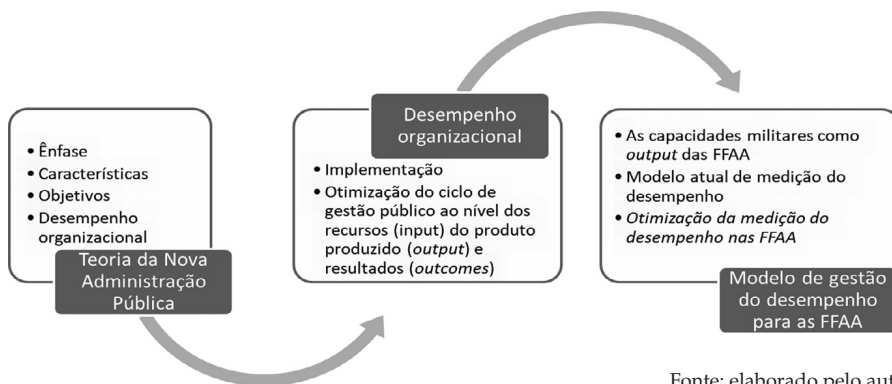 • Ênfase
• Características
• Objetivos
• Desempenho
organizacional
Teoria da Nova
Administração
Pública
Desempenho
organizacional
• Implementação
• Otimização do ciclo de
gestão público ao nível dos
recursos (input) do produto
produzido (output) e
resultados (outcomes)
• As capacidades militares como
output das FFAA
• Modelo atual de medição do
desempenho
• Otimização da medição do
desempenho nas FFAA
Modelo de gestão
do desempenho
para as FFAA
Fonte: elaborado pelo